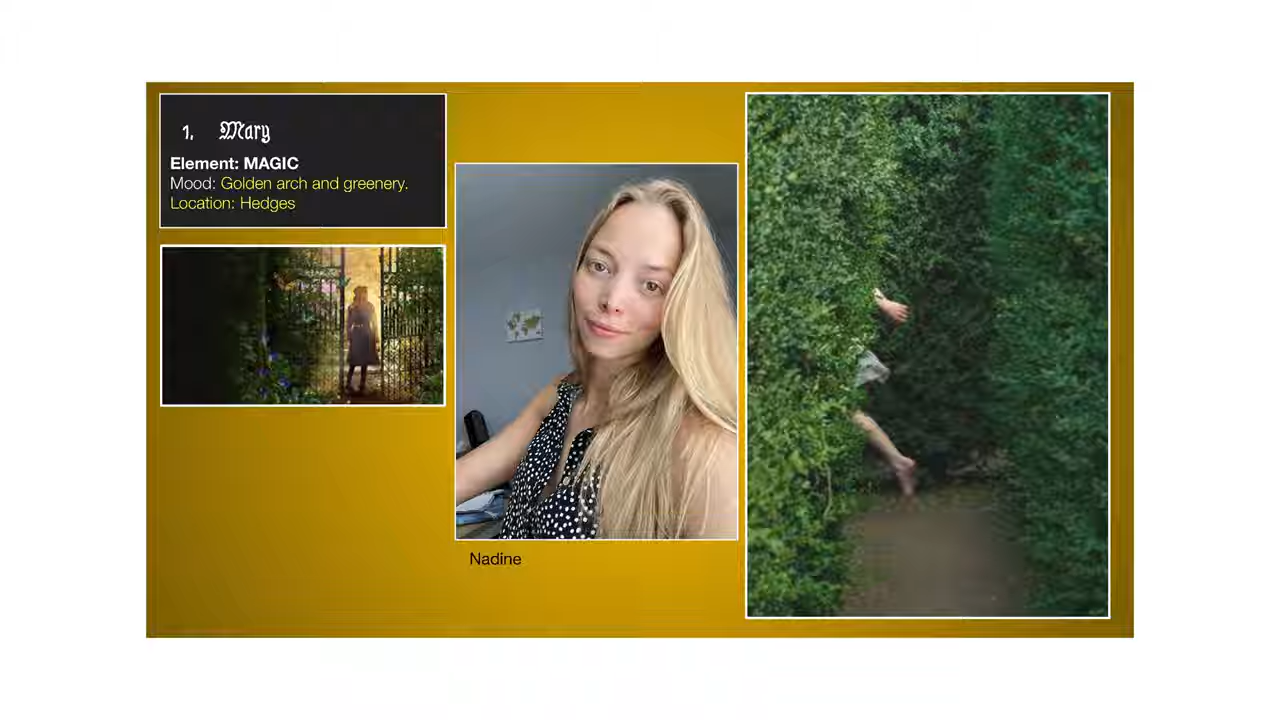 1. Mary
Element: MAGIC
Mood: Golden arch and greenery.
Location: Hedges
Nadine